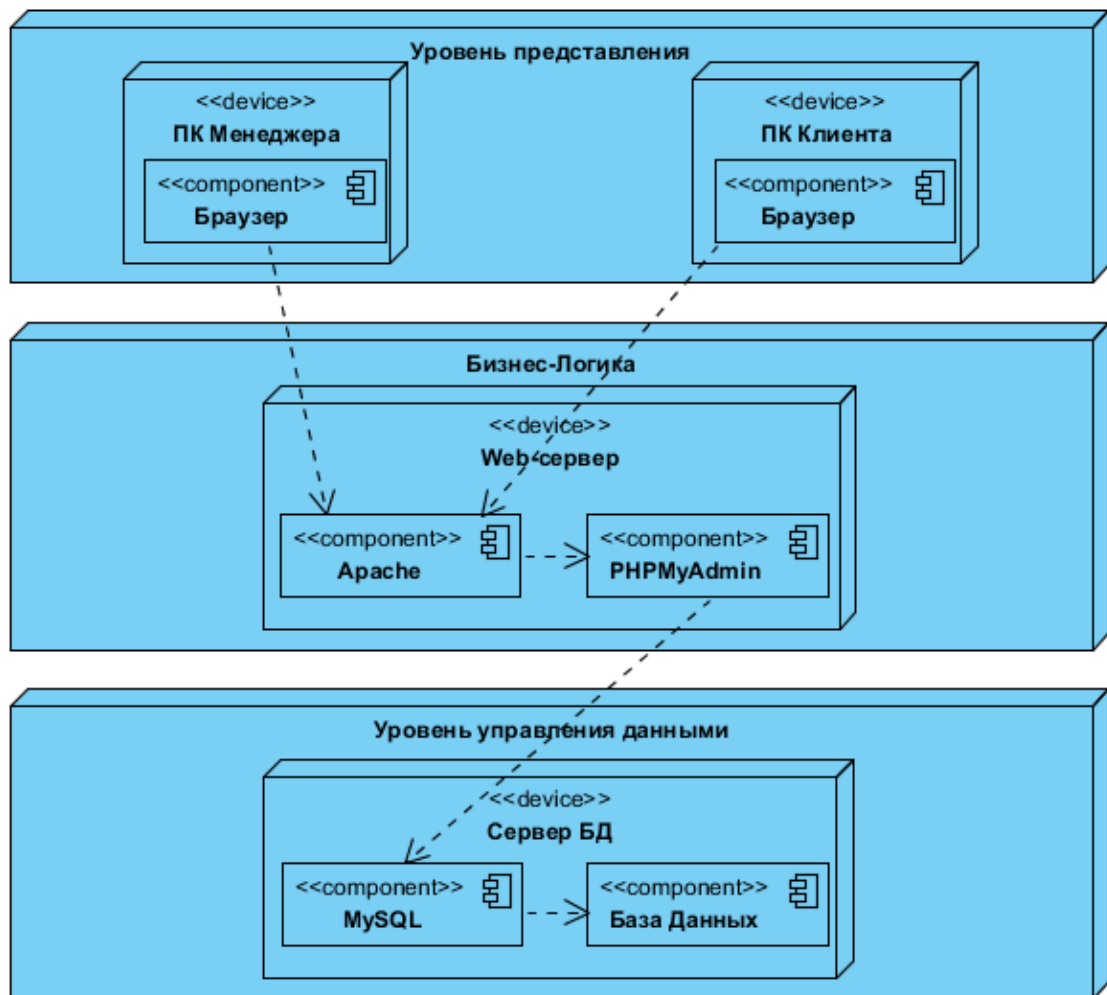 Уровень представления
<<device>>
ПК Менеджера
<<component>>
Браузер
<<device>>
ПК Клиента
<<component>>
Браузер
Бизнес-Логика
<<device>>
Web-сервер
<<component>>
Apache
<<component>>
PHPMyAdmin
Уровень управления данными
<<device>>
Сервер БД
<<component>>
MySQL
<<component>>
База Данных